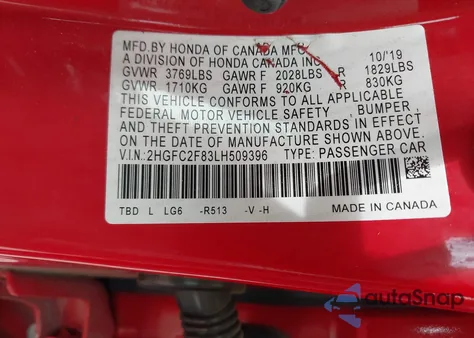 MFD.BY HONDA OF CANADA MFG.
A DIVISION OF HONDA CANADA INC. 10/'19
GVWR 3769LBS GAWR F 2028LBS R 1829LBS
GVWR 1710KG GAWR F 920KG R 830KG
THIS VEHICLE CONFORMS TO ALL APPLICABLE
FEDERAL MOTOR VEHICLE SAFETY , BUMPER ,
AND THEFT PREVENTION STANDARDS IN EFFECT
ON THE DATE OF MANUFACTURE SHOWN ABOVE.
V.I.N.:2HGFC2F83LH509396 TYPE: PASSENGER CAR
TBD L LG6 -R513 -V -H MADE IN CANADA
autoSnap